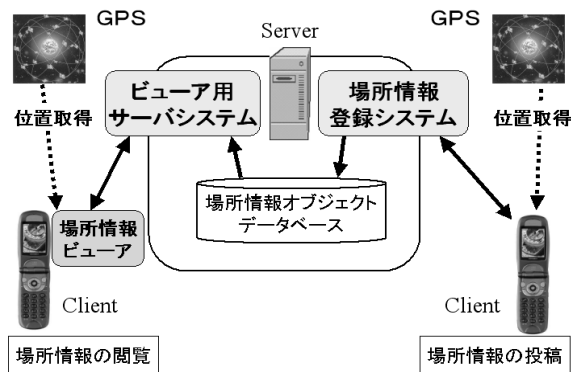 GPS
Server
GPS
位置取得
ビューア用
サーバシステム
場所情報
登録システム
位置取得
場所情報オブジェクト
データベース
場所情報
ビューア
Client
Client
場所情報の閲覧
場所情報の投稿